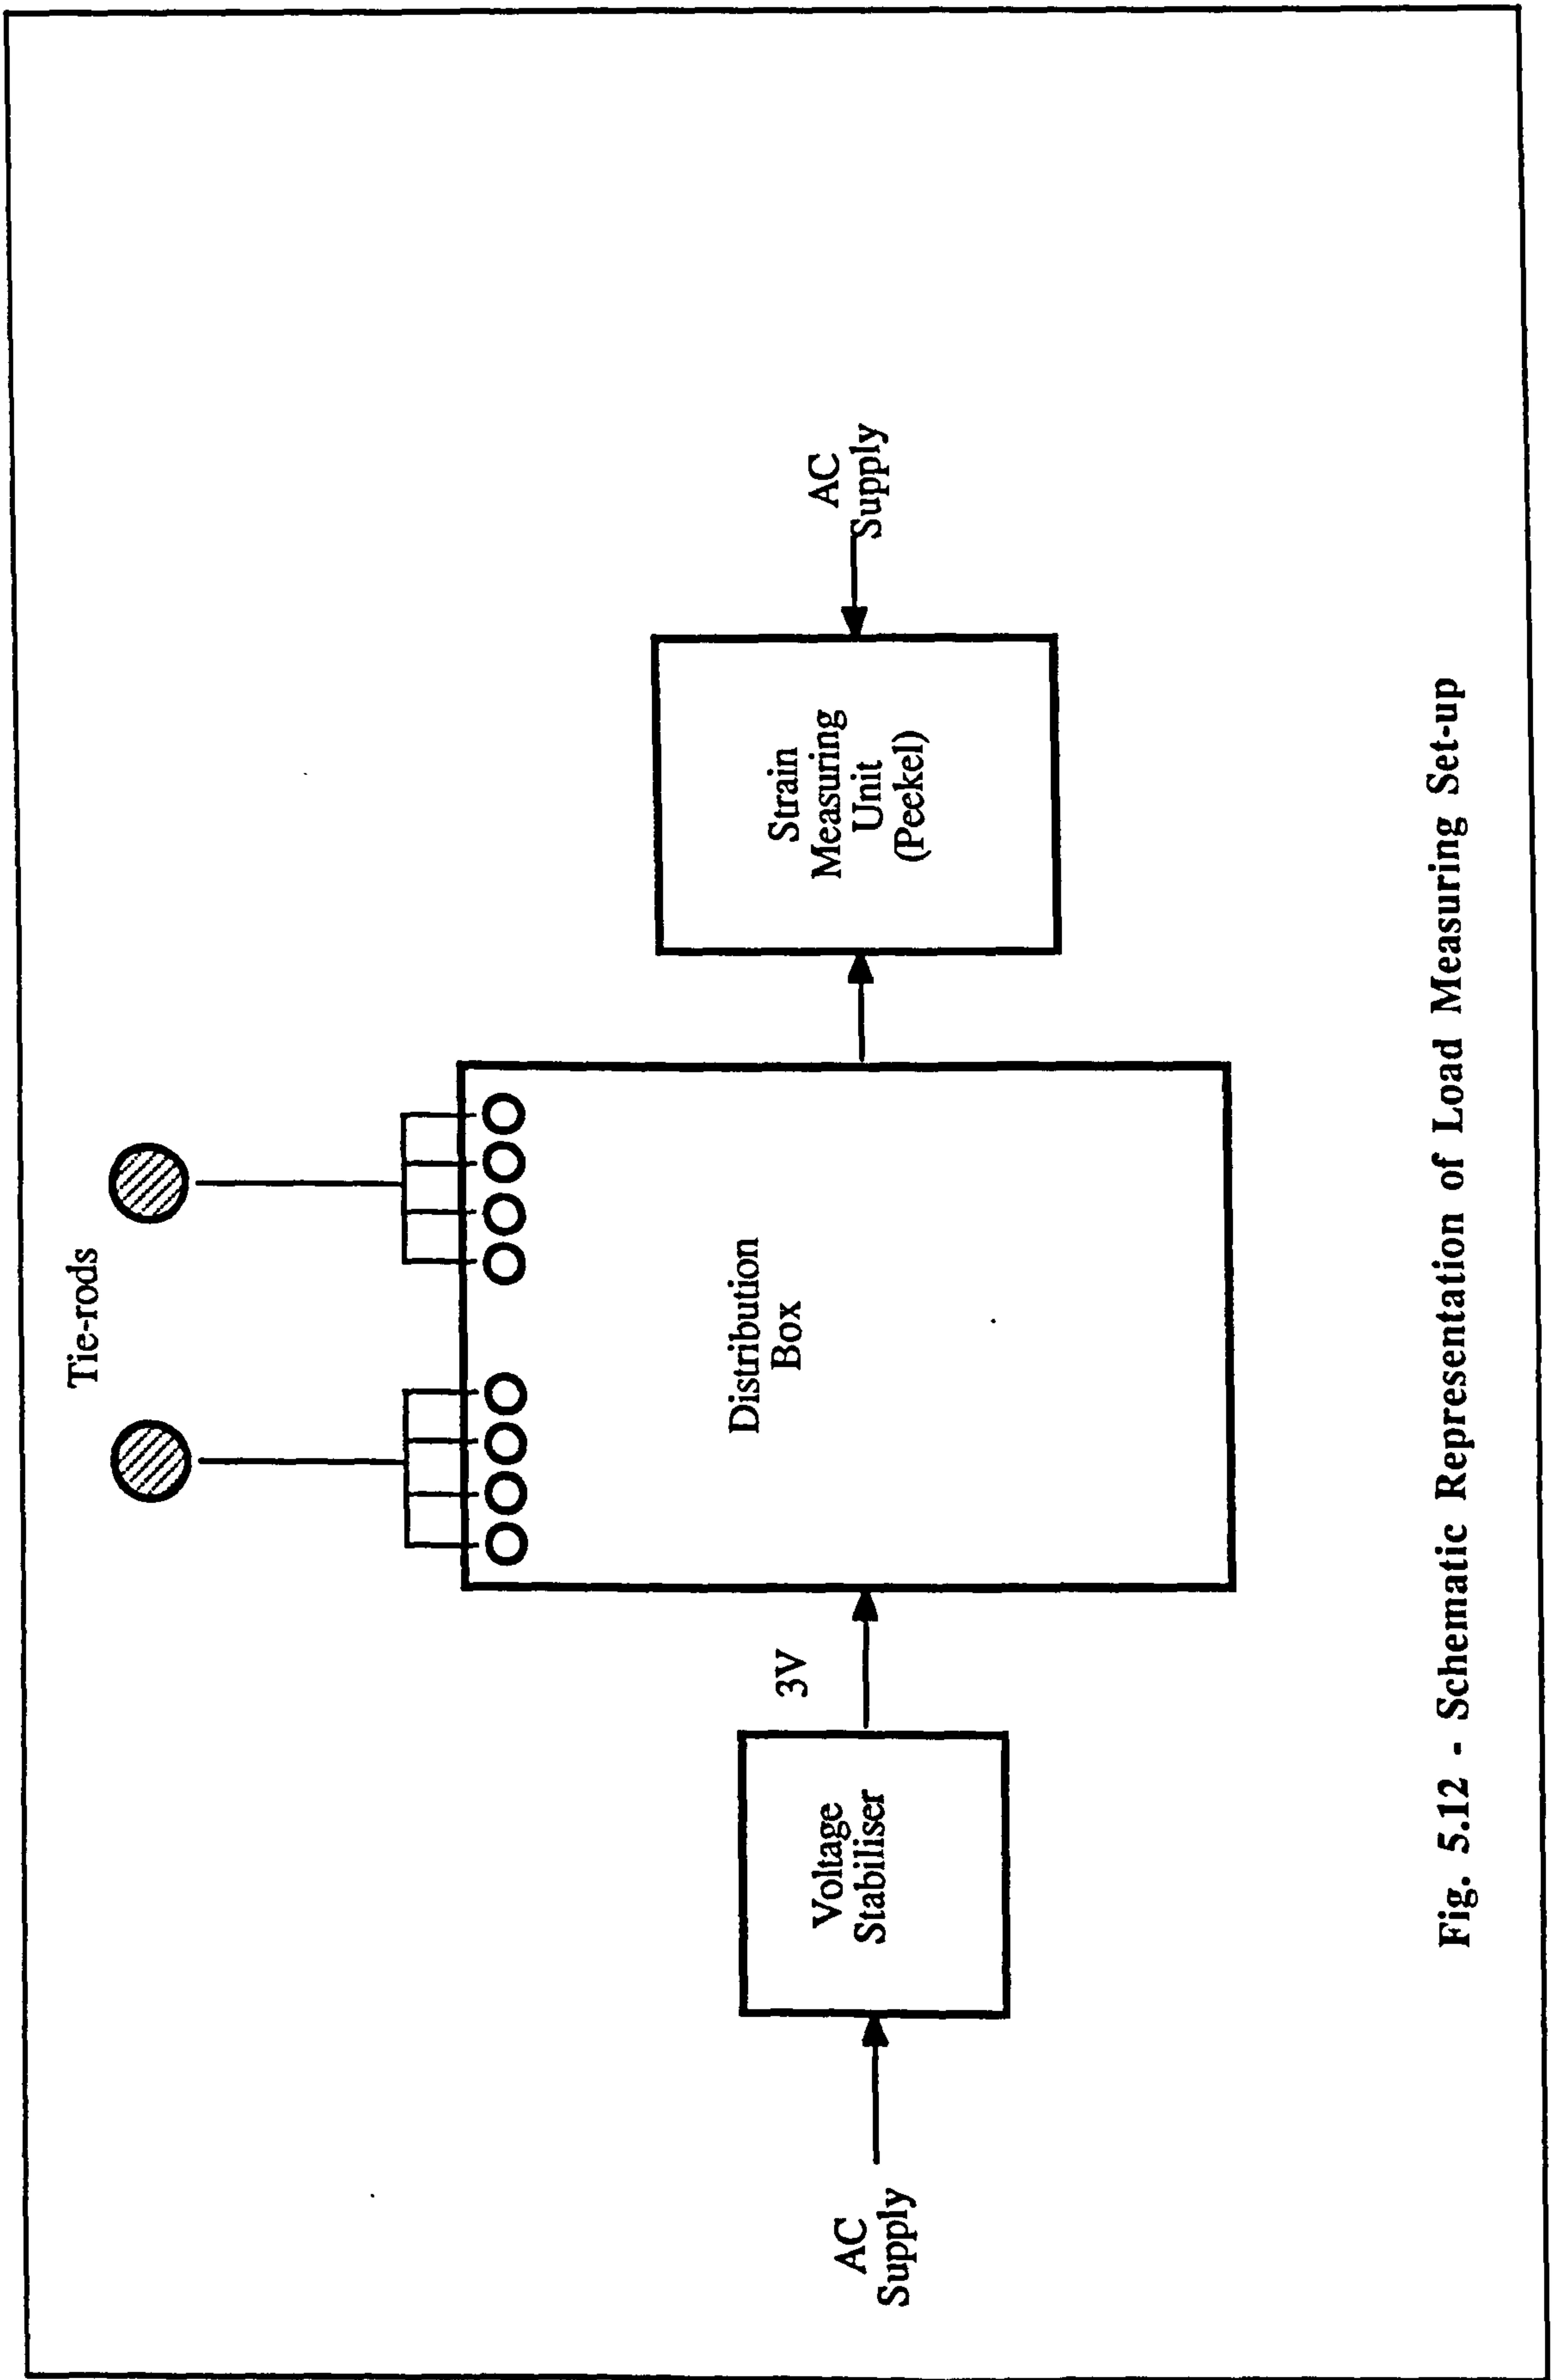 Tie-rods
AC
Supply
Voltage
Stabiliser
3V
Distribution
Box
Strain
Measuring
Unit
(Peekel)
AC
Supply
Fig. 5.12 - Schematic Representation of Load Measuring Set-up